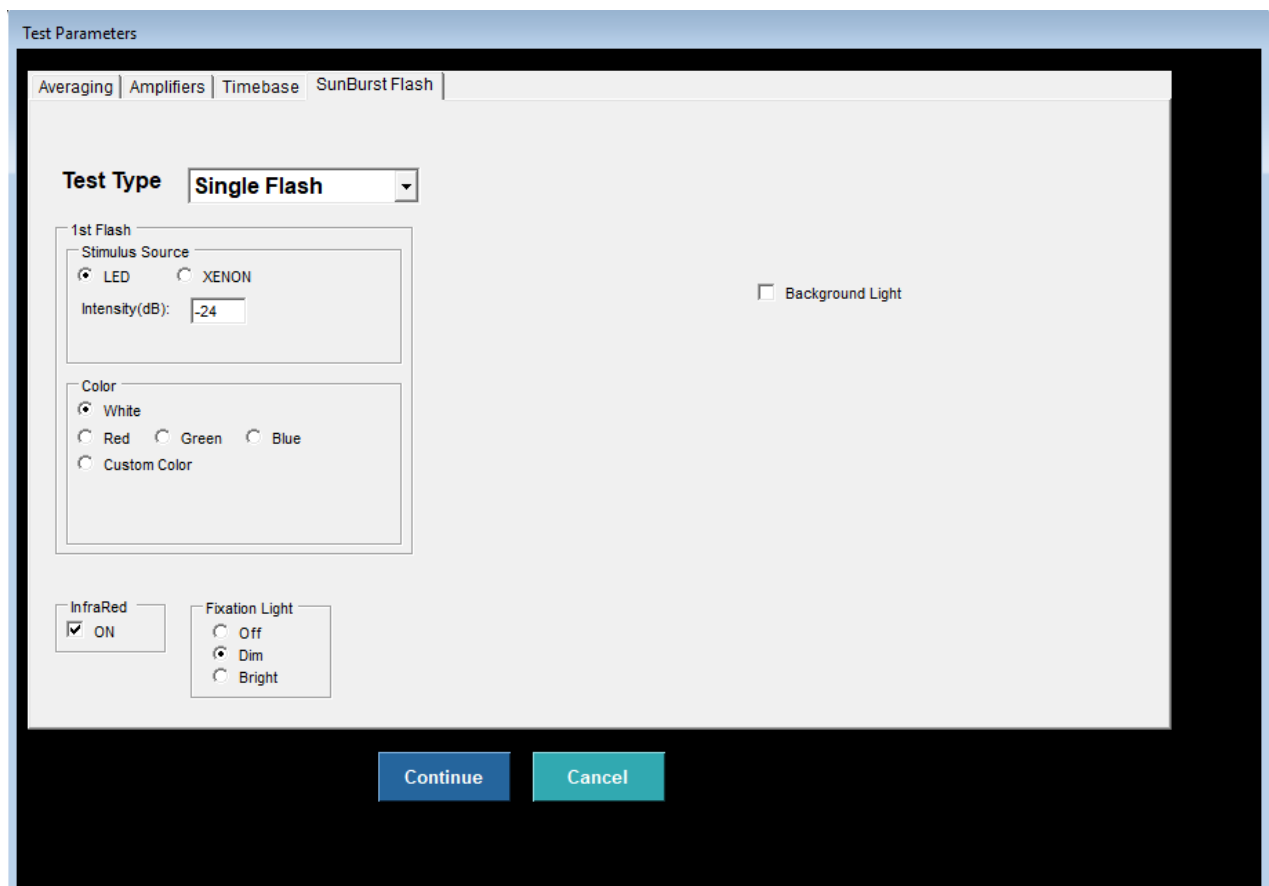 Test Parameters
Averaging Amplifiers Timebase SunBurst Flash
Test Type Single Flash
1st Flash
Stimulus Source
LED XENON
Intensity(dB): -24
Background Light
Color
White
Red Green Blue
Custom Color
InfraRed
ON
Fixation Light
Off
Dim
Bright
Continue Cancel